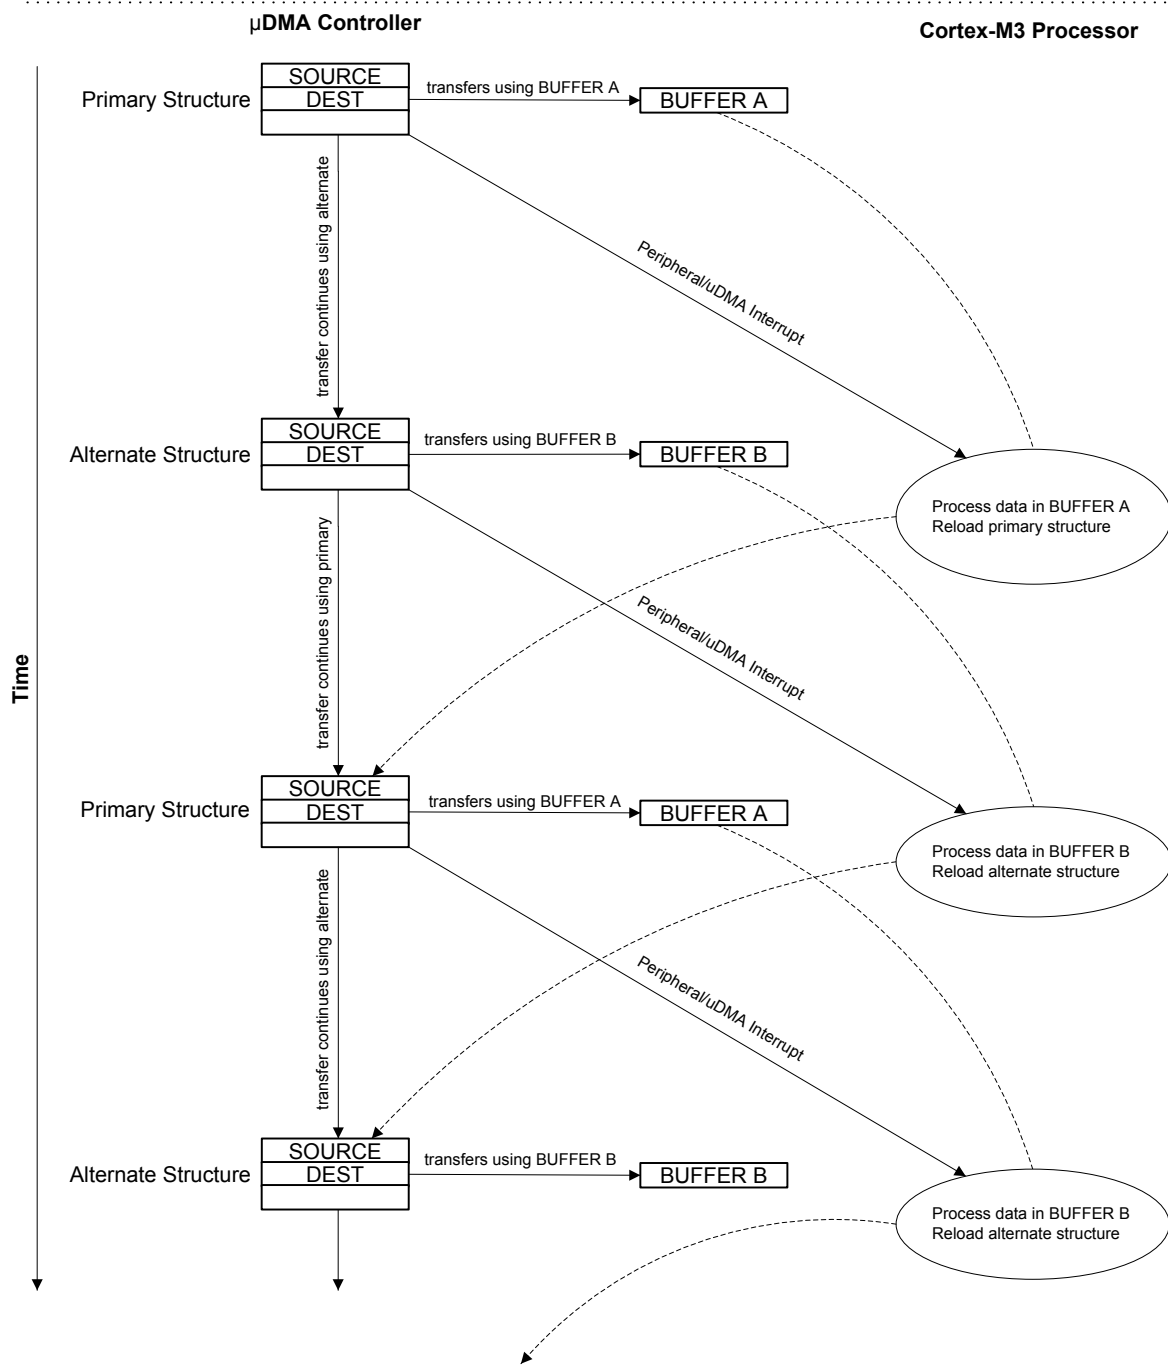 µDMA Controller
Cortex-M3 Processor
Time
Primary Structure
SOURCE
DEST
transfers using BUFFER A
BUFFER A
transfer continues using alternate
Peripheral/uDMA Interrupt
Alternate Structure
SOURCE
DEST
transfers using BUFFER B
BUFFER B
Process data in BUFFER A
Reload primary structure
transfer continues using primary
Peripheral/uDMA Interrupt
Primary Structure
SOURCE
DEST
transfers using BUFFER A
BUFFER A
Process data in BUFFER B
Reload alternate structure
transfer continues using alternate
Peripheral/uDMA Interrupt
Alternate Structure
SOURCE
DEST
transfers using BUFFER B
BUFFER B
Process data in BUFFER B
Reload alternate structure